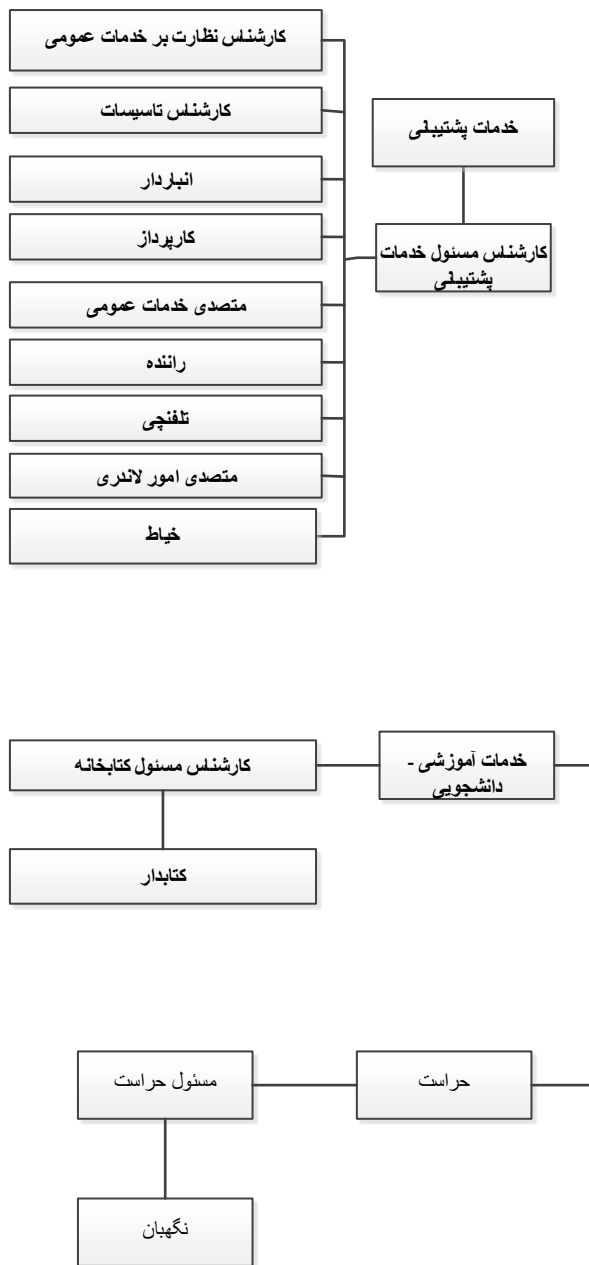 خدمات پشتیبانی
کارشناس مسئول خدمات
پشتیبانی
کارشناس نظارت بر خدمات عمومی
کارشناس تاسیسات
انباردار
کارپرداز
متصدی خدمات عمومی
راننده
تلفنچی
متصدی امور لاندری
خیاط
خدمات آموزشی -
دانشجویی
کارشناس مسئول کتابخانه
کتابدار
حراست
مسئول حراست
نگهبان